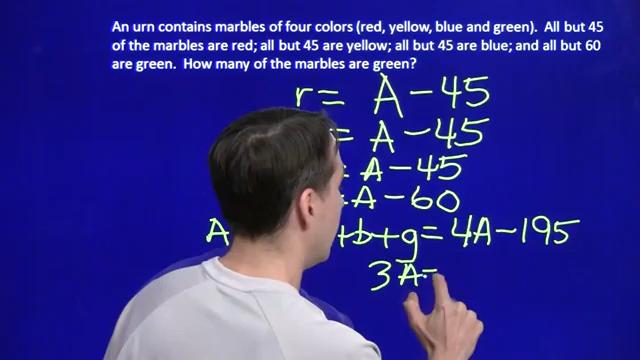 An urn contains marbles of four colors (red, yellow, blue and green). All but 45
of the marbles are red; all but 45 are yellow; all but 45 are blue; and all but 60
are green. How many of the marbles are green?
r = A - 45
= A - 45
= A - 45
= A - 60
A + b + g = 4A - 195
3A =